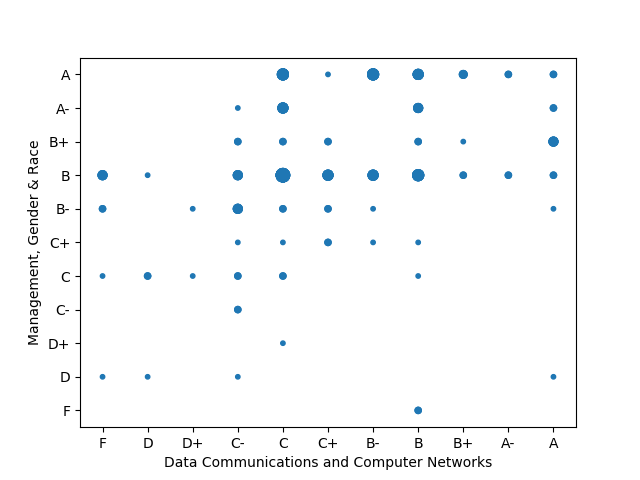 Management, Gender & Race
A
A-
B+
B
B-
C+
C
C-
D+
D
F
F D D+ C- C C+ B- B B+ A- A
Data Communications and Computer Networks